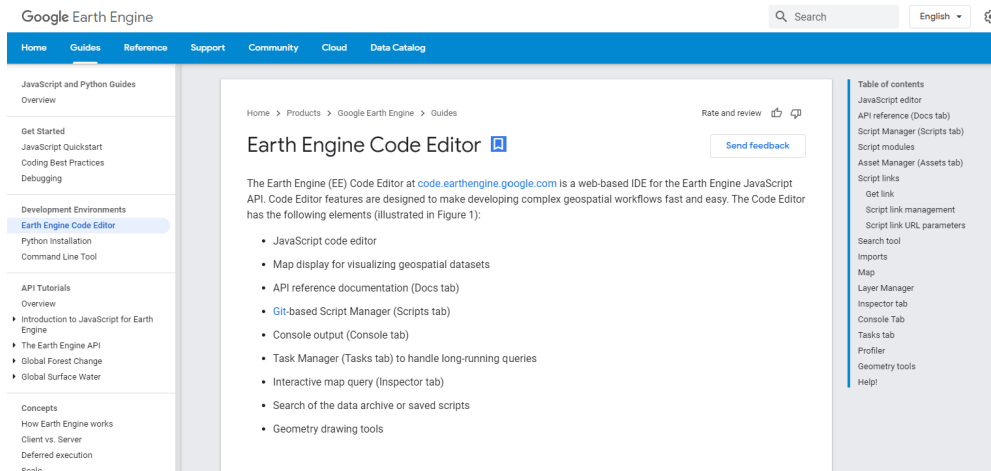 Google Earth Engine
Search
English
Home Guides Reference Support Community Cloud Data Catalog
JavaScript and Python Guides
Overview
Get Started
JavaScript Quickstart
Coding Best Practices
Debugging
Development Environments
Earth Engine Code Editor
Python Installation
Command Line Tool
API Tutorials
Overview
Introduction to JavaScript for Earth
Engine
The Earth Engine API
Global Forest Change
Global Surface Water
Concepts
How Earth Engine works
Client vs. Server
Deferred execution
Scale
Home > Products > Google Earth Engine > Guides
Rate and review
Earth Engine Code Editor
Send feedback
The Earth Engine (EE) Code Editor at code.earthengine.google.com is a web-based IDE for the Earth Engine JavaScript
API. Code Editor features are designed to make developing complex geospatial workflows fast and easy. The Code Editor
has the following elements (illustrated in Figure 1):
• JavaScript code editor
• Map display for visualizing geospatial datasets
• API reference documentation (Docs tab)
• Git-based Script Manager (Scripts tab)
• Console output (Console tab)
• Task Manager (Tasks tab) to handle long-running queries
• Interactive map query (Inspector tab)
• Search of the data archive or saved scripts
• Geometry drawing tools
Table of contents
JavaScript editor
API reference (Docs tab)
Script Manager (Scripts tab)
Script modules
Asset Manager (Assets tab)
Script links
Get link
Script link management
Script link URL parameters
Search tool
Imports
Map
Layer Manager
Inspector tab
Console Tab
Tasks tab
Profiler
Geometry tools
Help!